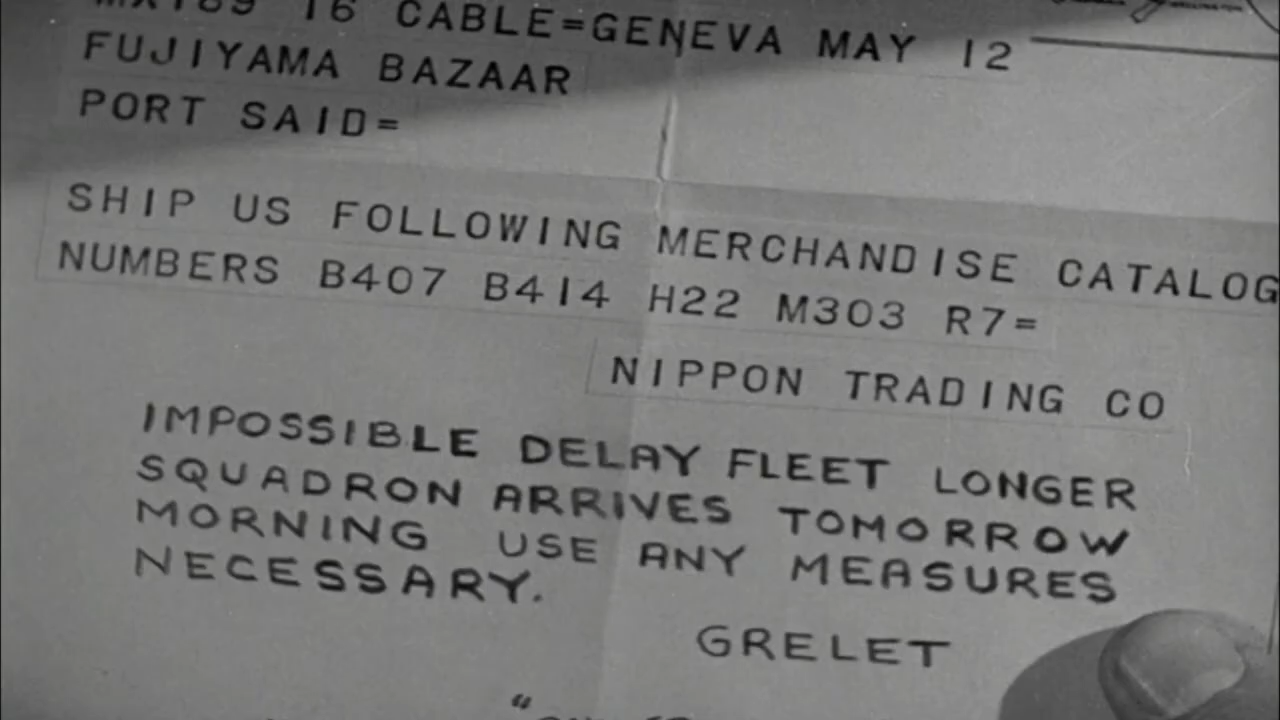 16 CABLE=GENEVA MAY 12
FUJIYAMA BAZAAR
PORT SAID=
SHIP US FOLLOWING MERCHANDISE CATALOG
NUMBERS B407 B414 H22 M303 R7=
NIPPON TRADING CO
IMPOSSIBLE DELAY FLEET LONGER
SQUADRON ARRIVES TOMORROW
MORNING USE ANY MEASURES
NECESSARY.
GRELET